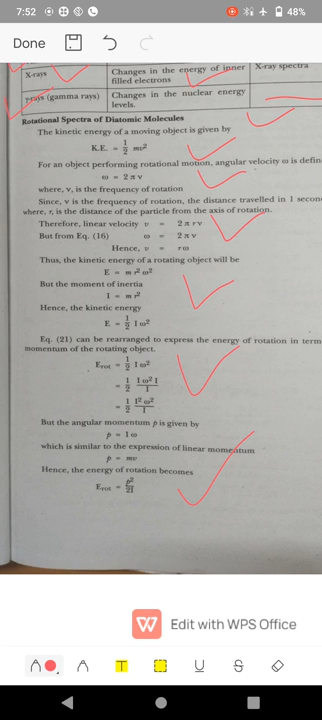 7:52
48%
Done
X-rays
Changes in the energy of inner
filled electrons
X-ray spectra
γ-rays (gamma rays)
Changes in the nuclear energy
levels.
Rotational Spectra of Diatomic Molecules
The kinetic energy of a moving object is given by
K.E. = 1/2 mv²
For an object performing rotational motion, angular velocity ω is defin
ω = 2 π ν
where, ν, is the frequency of rotation
Since, ν is the frequency of rotation, the distance travelled in 1 secon
where, r, is the distance of the particle from the axis of rotation.
Therefore, linear velocity v = 2 π rν
But from Eq. (16) ω = 2 π ν
Hence, v = rω
Thus, the kinetic energy of a rotating object will be
E = m r² ω²
But the moment of inertia
I = m r²
Hence, the kinetic energy
E = 1/2 I ω²
Eq. (21) can be rearranged to express the energy of rotation in term
momentum of the rotating object.
Erot = 1/2 I ω²
= 1/2 I ω² I / I
= 1/2 I² ω² / I
But the angular momentum p is given by
p = I ω
which is similar to the expression of linear momentum
p = mv
Hence, the energy of rotation becomes
Erot = p²/2I
W
Edit with WPS Office
T
U
S